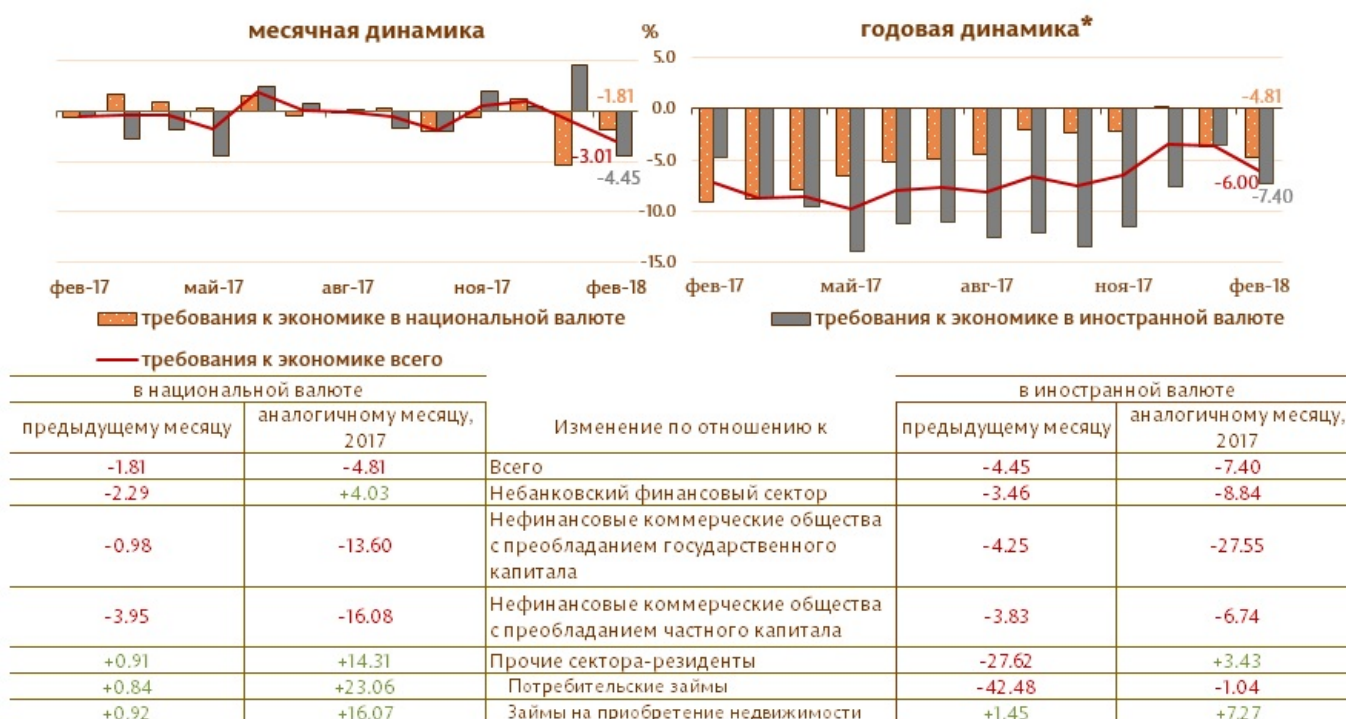 месячная динамика
%
годовая динамика*
5.0
0.0
-5.0
-10.0
-15.0
-1.81
-3.01
-4.45
-4.81
-6.00
-7.40
фев-17 май-17 авг-17 ноя-17 фев-18
фев-17 май-17 авг-17 ноя-17 фев-18
требования к экономике в национальной валюте
требования к экономике в иностранной валюте
требования к экономике всего
в национальной валюте
в иностранной валюте
предыдущему месяцу
аналогичному месяцу,
2017
Изменение по отношению к
предыдущему месяцу
аналогичному месяцу,
2017
-1.81 -4.81 Всего -4.45 -7.40
-2.29 +4.03 Небанковский финансовый сектор -3.46 -8.84
Нефинансовые коммерческие общества
-0.98 -13.60 с преобладанием государственного -4.25 -27.55
капитала
-3.95 -16.08 Нефинансовые коммерческие общества -3.83 -6.74
с преобладанием частного капитала
+0.91 +14.31 Прочие сектора-резиденты -27.62 +3.43
+0.84 +23.06 Потребительские займы -42.48 -1.04
+0.92 +16.07 Займы на приобретение недвижимости +1.45 +7.27